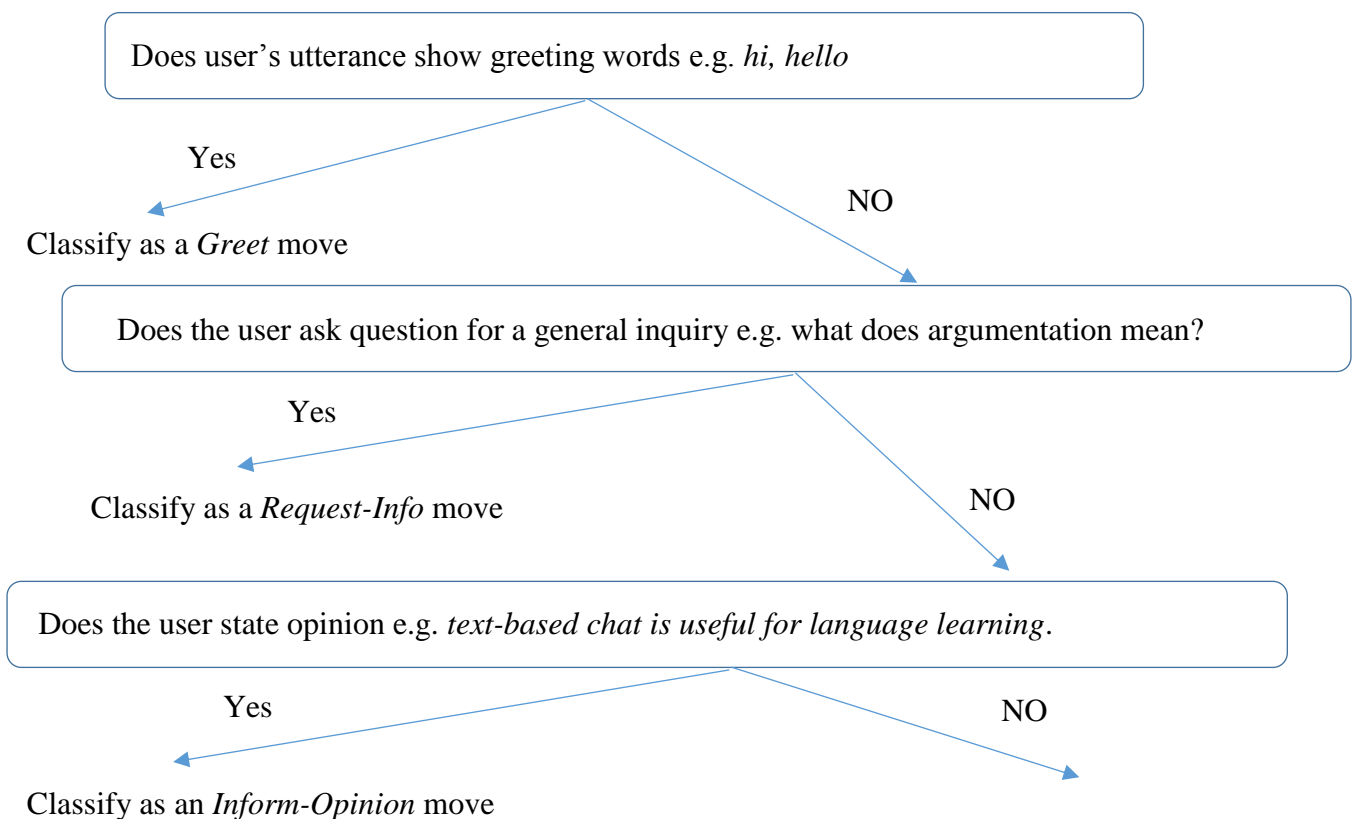 Does user’s utterance show greeting words e.g. hi, hello
Yes
NO
Classify as a Greet move
Does the user ask question for a general inquiry e.g. what does argumentation mean?
Yes
NO
Classify as a Request-Info move
Does the user state opinion e.g. text-based chat is useful for language learning.
Yes
NO
Classify as an Inform-Opinion move